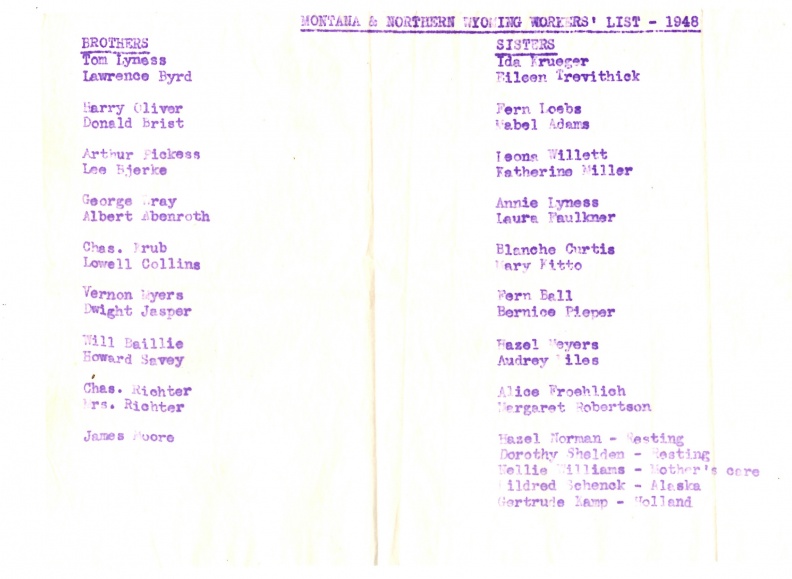 MONTANA & NORTHERN WYOMING WORKERS' LIST - 1948
BROTHERS
Tom Lyness
Lawrence Byrd
Harry Oliver
Donald Brist
Arthur Pickess
Lee Bjerke
George Gray
Albert Abenroth
Chas.
Lowell Collins
Vernon Myers
Dwight Jasper
Will Baillie
Howard Savey
Chas. Richter
Mrs. Richter
James Moore
SISTERS
Ida Krueger
Eileen Trevithick
Fern Loebs
Mabel Adams
Leona Willett
Katherine Miller
Annie Lyness
Laura Faulkner
Blanche Curtis
Mary Kitto
Fern Ball
Bernice Pieper
Hazel Meyers
Audrey
Alice Froehlich
Margaret Robertson
Hazel Norman - Resting
Dorothy Shelden - Resting
Nellie Williams - Mother's care
Mildred Schenck - Alaska
Gertrude Kamp - Holland